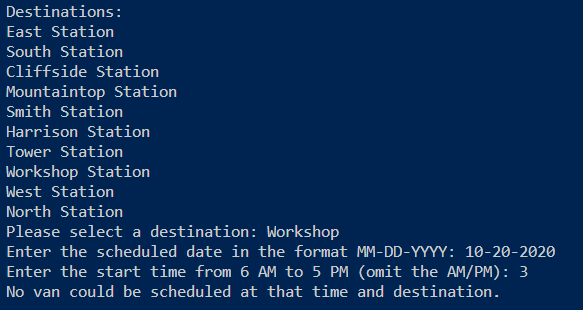 Destinations:
East Station
South Station
Cliffside Station
Mountaintop Station
Smith Station
Harrison Station
Tower Station
Workshop Station
West Station
North Station
Please select a destination: Workshop
Enter the scheduled date in the format MM-DD-YYYY: 10-20-2020
Enter the start time from 6 AM to 5 PM (omit the AM/PM): 3
No van could be scheduled at that time and destination.